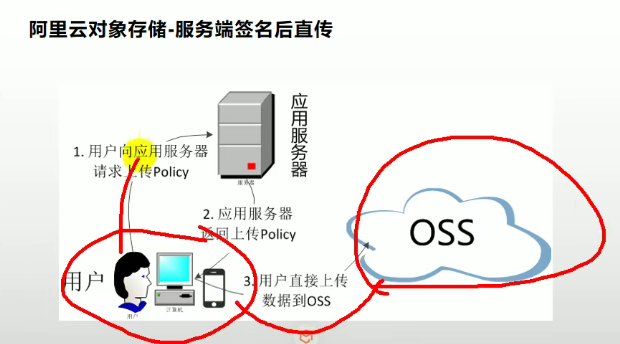 阿里云对象存储-服务端签名后直传
应用服务器
1. 用户向应用服务器
请求上传Policy
服务器
2. 应用服务器
返回上传Policy
OSS
用户
3. 用户直接上传
数据到OSS
计算机
用户